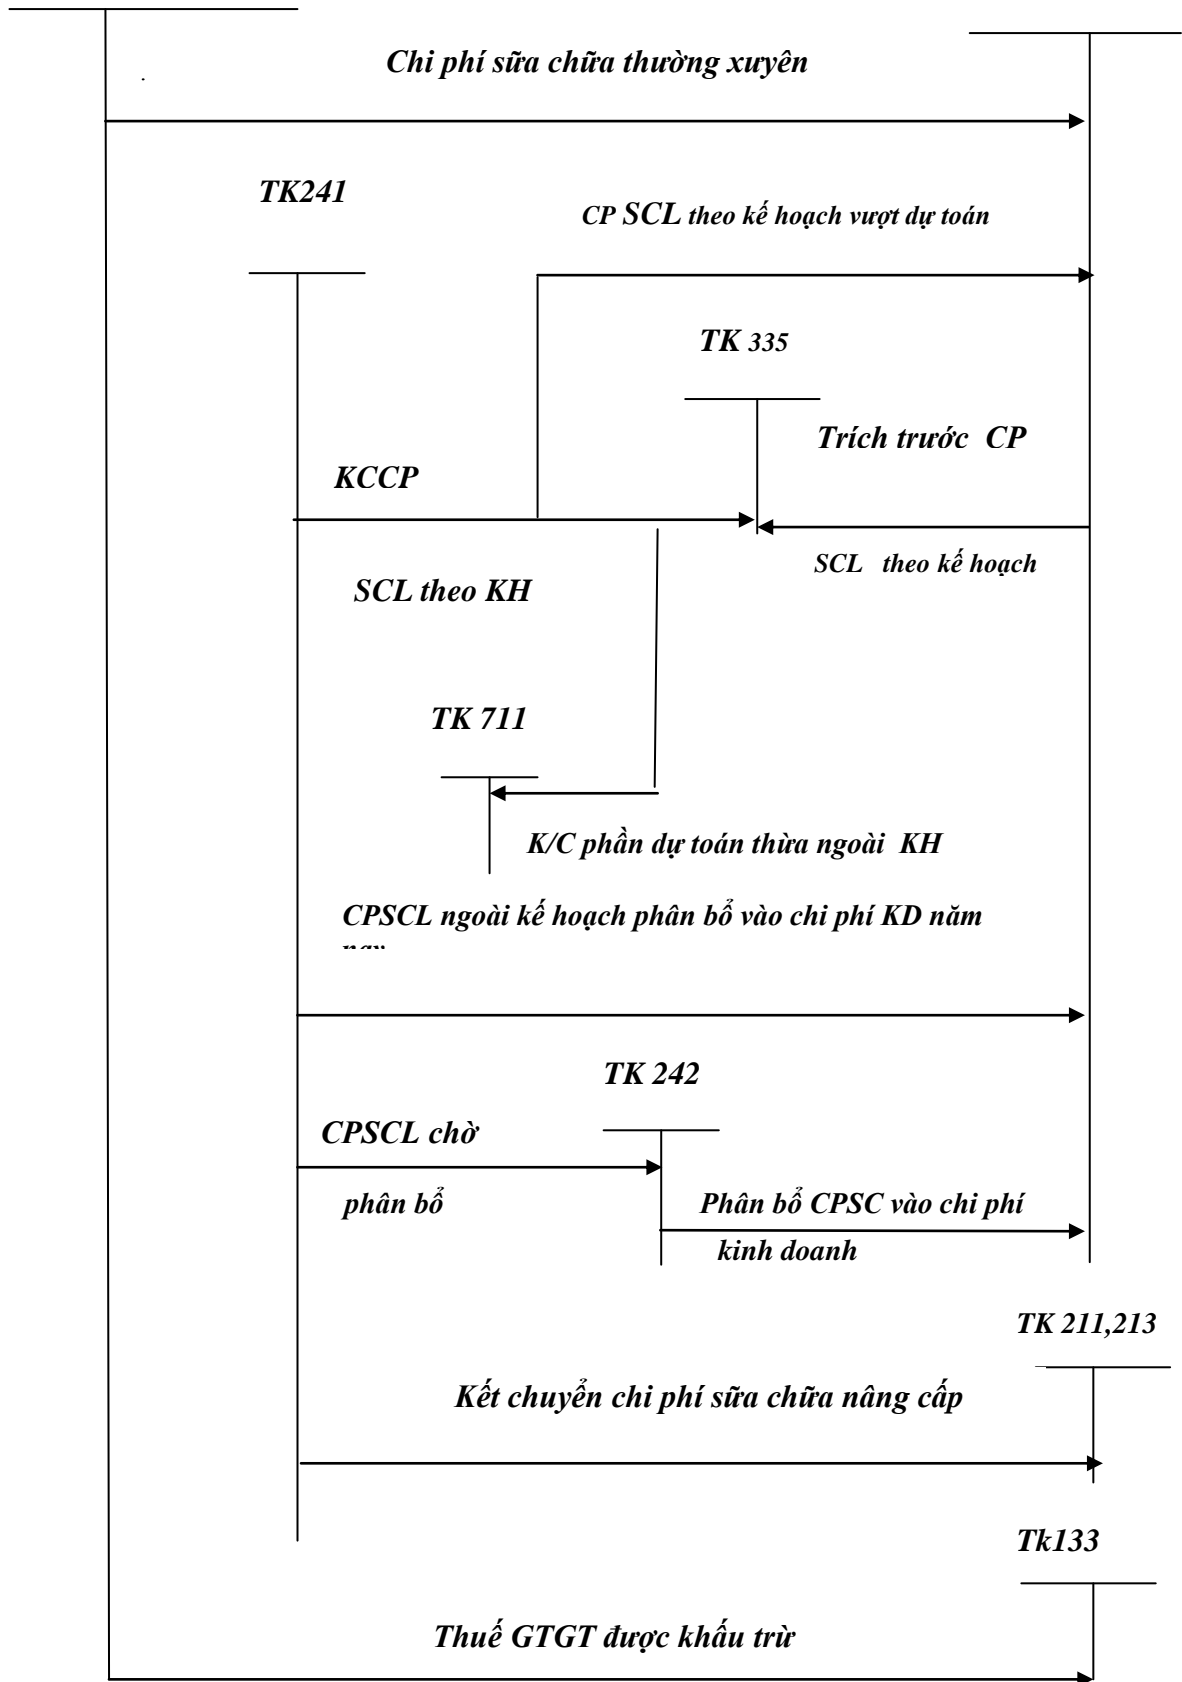 Chi phí sữa chữa thường xuyên
TK241
CP SCL theo kế hoạch vượt dự toán
TK 335
Trích trước CP
KCCP
SCL theo kế hoạch
SCL theo KH
TK 711
K/C phần dự toán thừa ngoài KH
CPSCL ngoài kế hoạch phân bổ vào chi phí KD năm
TK 242
CPSCL chờ
phân bổ
Phân bổ CPSC vào chi phí
kinh doanh
TK 211,213
Kết chuyển chi phí sữa chữa nâng cấp
Tk133
Thuế GTGT được khấu trừ